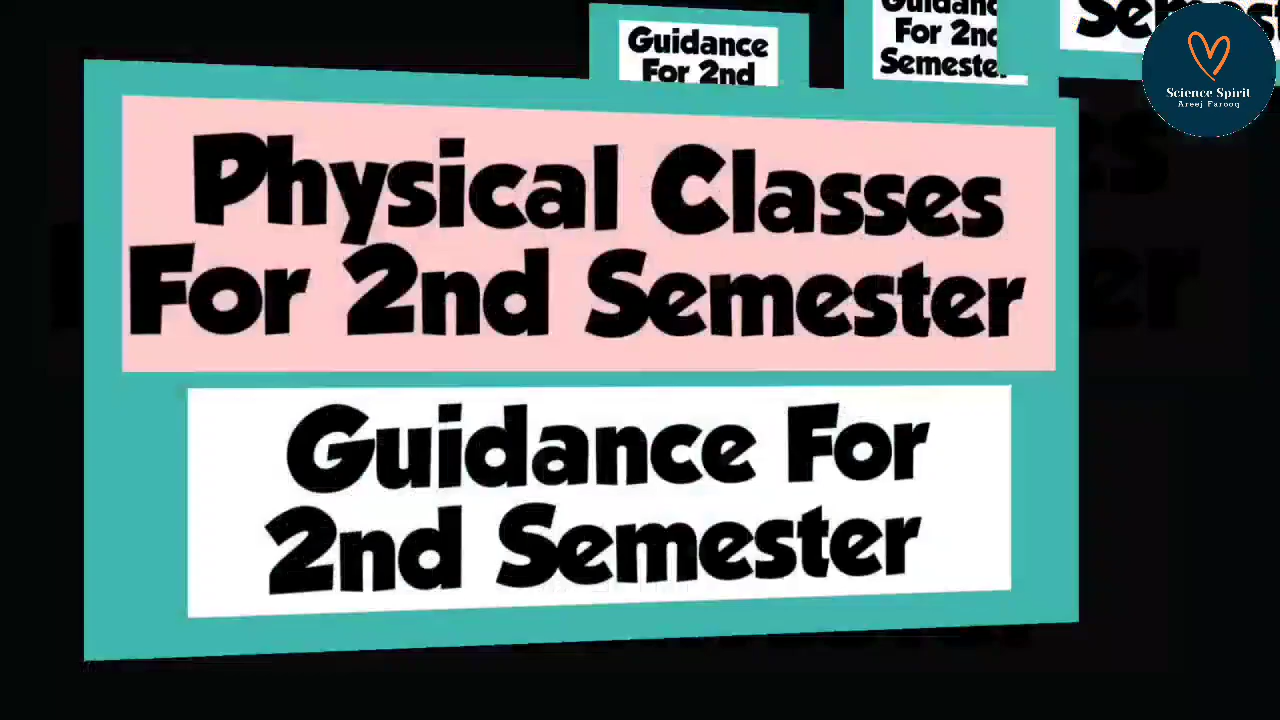 Guidance
For 2nd
For 2nd
Semester
Science Spirit
Areej Farooq
Physical Classes
For 2nd Semester
Guidance For
2nd Semester